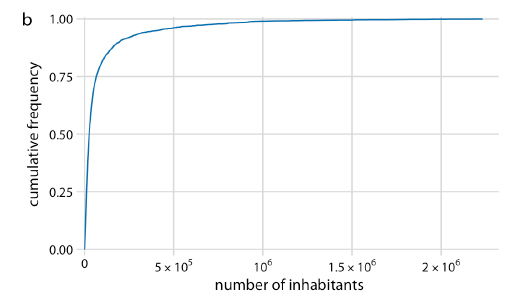 b
1.00
0.75
0.50
0.25
0.00
cumulative frequency
0 5 × 10⁵ 10⁶ 1.5 × 10⁶ 2 × 10⁶
number of inhabitants